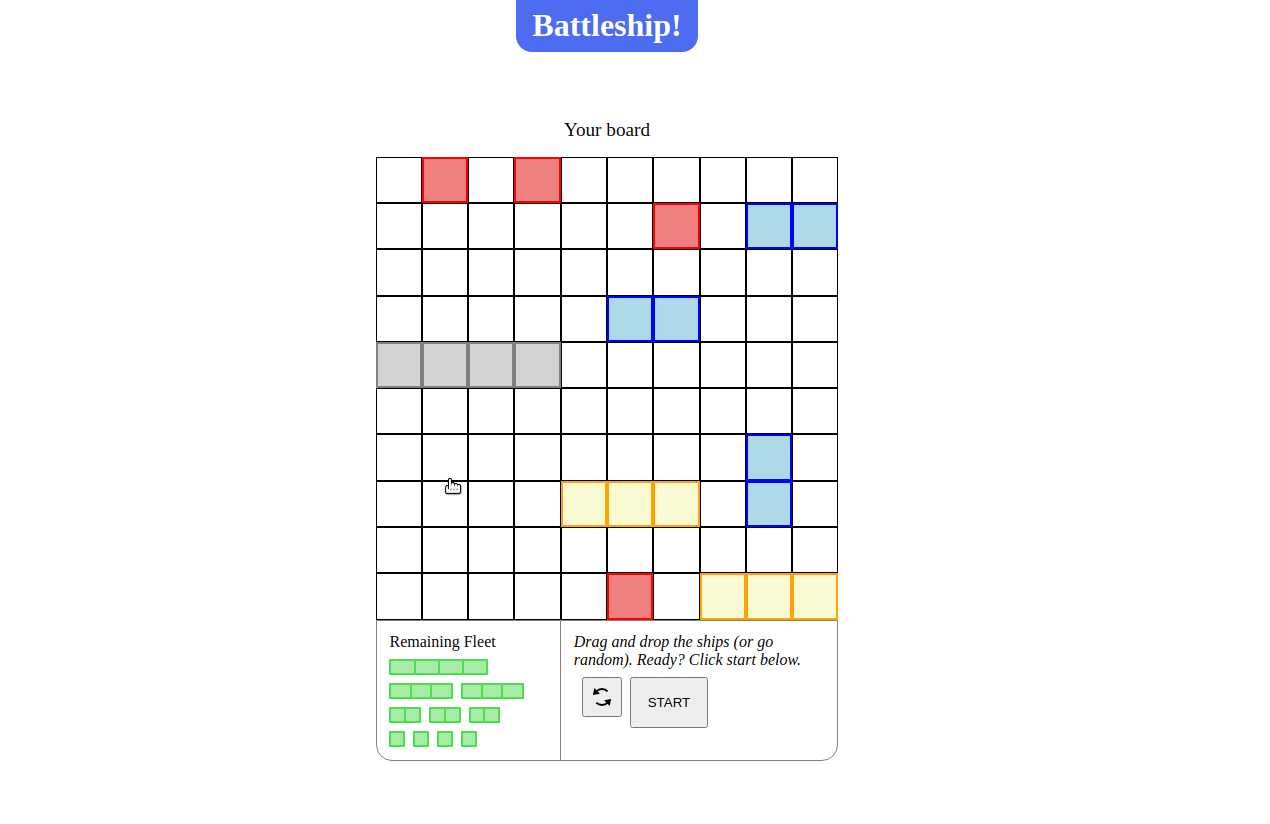 Battleship!
Your board
Remaining Fleet
Drag and drop the ships (or go
random). Ready? Click start below.
START